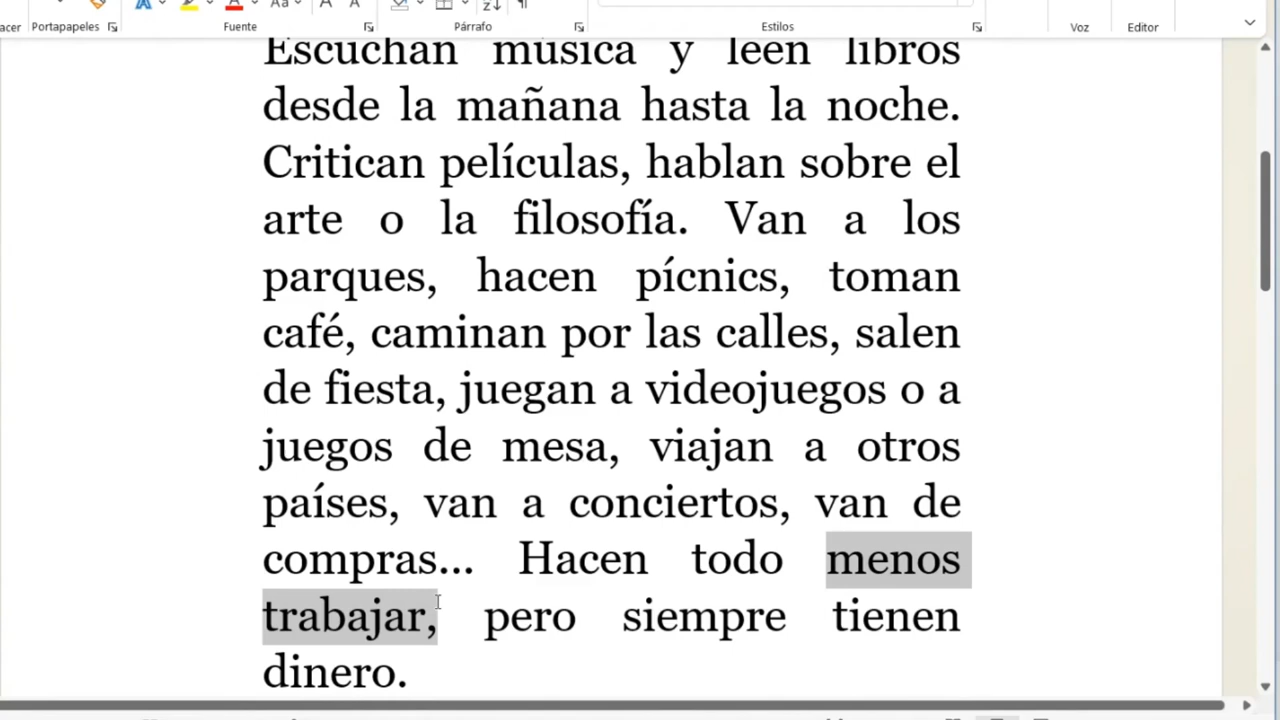 acer
Portapapeles
Fuente
Párrafo
Estilos
Voz
Editor
Escuchan música y leen libros
desde la mañana hasta la noche.
Critican películas, hablan sobre el
arte o la filosofía. Van a los
parques, hacen pícnics, toman
café, caminan por las calles, salen
de fiesta, juegan a videojuegos o a
juegos de mesa, viajan a otros
países, van a conciertos, van de
compras... Hacen todo menos
trabajar, pero siempre tienen
dinero.